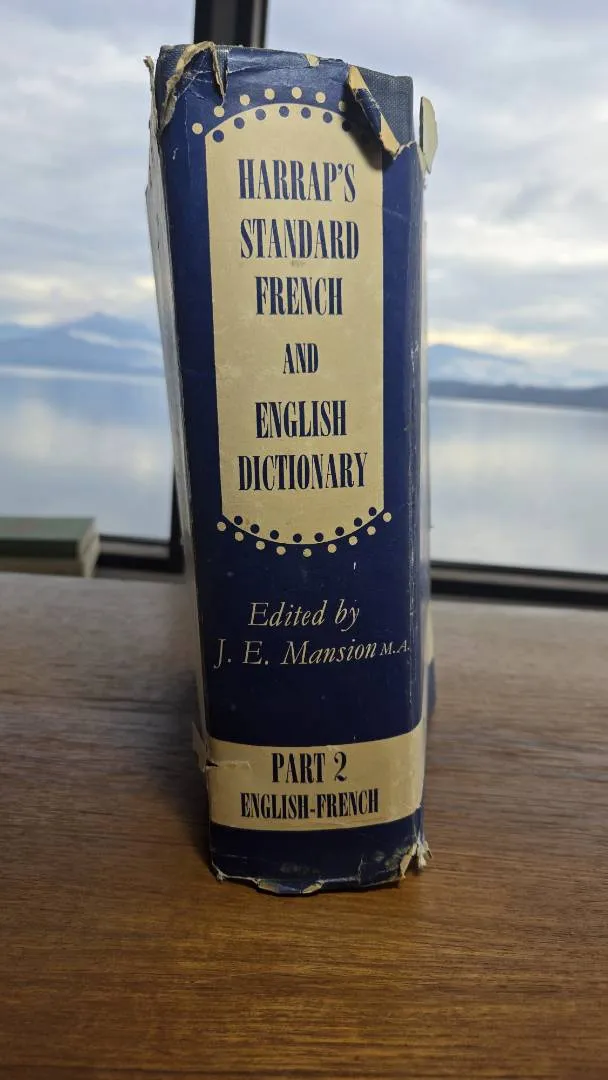 HARRAP'S
STANDARD
FRENCH
AND
ENGLISH
DICTIONARY
Edited by
J. E. Mansion M.A.
PART 2
ENGLISH-FRENCH